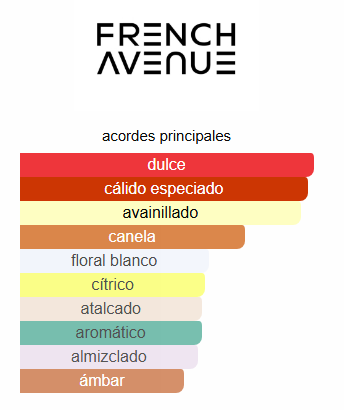 FRENCH
AVENUE
acordes principales
dulce
cálido especiado
avainillado
canela
floral blanco
cítrico
atalcado
aromático
almizclado
ámbar